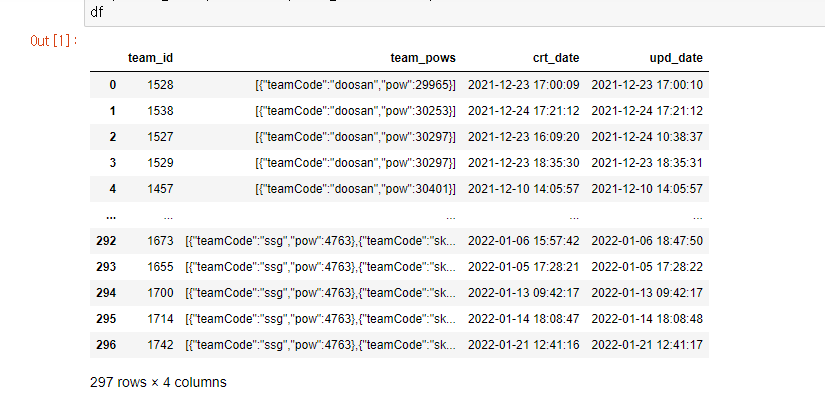 df
Out [1]:
team_id team_pows crt_date upd_date
0 1528 [{"teamCode":"doosan","pow":29965}] 2021-12-23 17:00:09 2021-12-23 17:00:10
1 1538 [{"teamCode":"doosan","pow":30253}] 2021-12-24 17:21:12 2021-12-24 17:21:12
2 1527 [{"teamCode":"doosan","pow":30297}] 2021-12-23 16:09:20 2021-12-24 10:38:37
3 1529 [{"teamCode":"doosan","pow":30297}] 2021-12-23 18:35:30 2021-12-23 18:35:31
4 1457 [{"teamCode":"doosan","pow":30401}] 2021-12-10 14:05:57 2021-12-10 14:05:57
... ... ... ... ...
292 1673 [{"teamCode":"ssg","pow":4763},{"teamCode":"sk... 2022-01-06 15:57:42 2022-01-06 18:47:50
293 1655 [{"teamCode":"ssg","pow":4763},{"teamCode":"sk... 2022-01-05 17:28:21 2022-01-05 17:28:22
294 1700 [{"teamCode":"ssg","pow":4763},{"teamCode":"sk... 2022-01-13 09:42:17 2022-01-13 09:42:17
295 1714 [{"teamCode":"ssg","pow":4763},{"teamCode":"sk... 2022-01-14 18:08:47 2022-01-14 18:08:48
296 1742 [{"teamCode":"ssg","pow":4763},{"teamCode":"sk... 2022-01-21 12:41:16 2022-01-21 12:41:17
297 rows × 4 columns